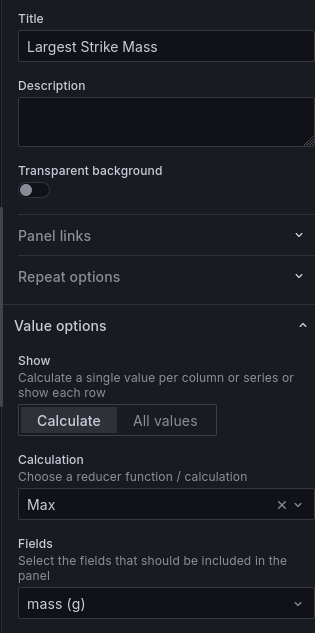 Title
Largest Strike Mass
Description
Transparent background
Panel links
Repeat options
Value options
Show
Calculate a single value per column or series or
show each row
Calculate All values
Calculation
Choose a reducer function / calculation
Max
Fields
Select the fields that should be included in the
panel
mass (g)